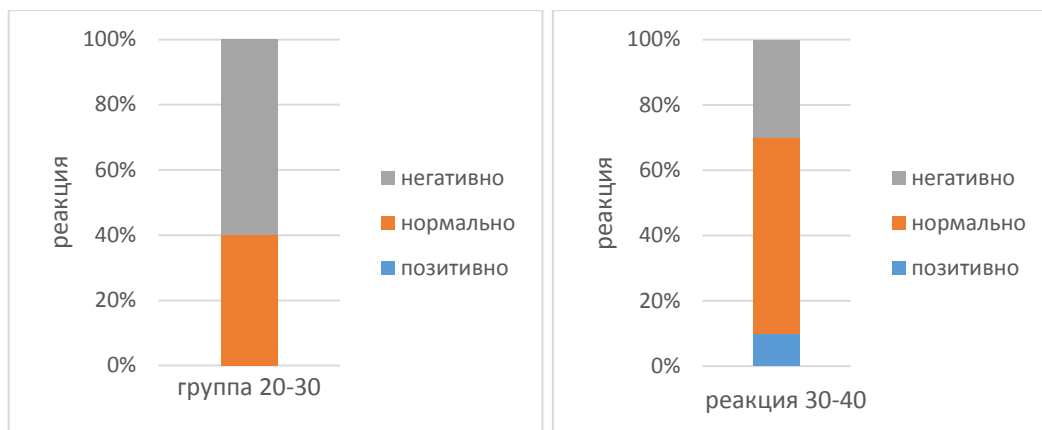 100%
80%
60%
40%
20%
0%
реакция
группа 20-30
негативно
нормально
позитивно
100%
80%
60%
40%
20%
0%
реакция
реакция 30-40
негативно
нормально
позитивно